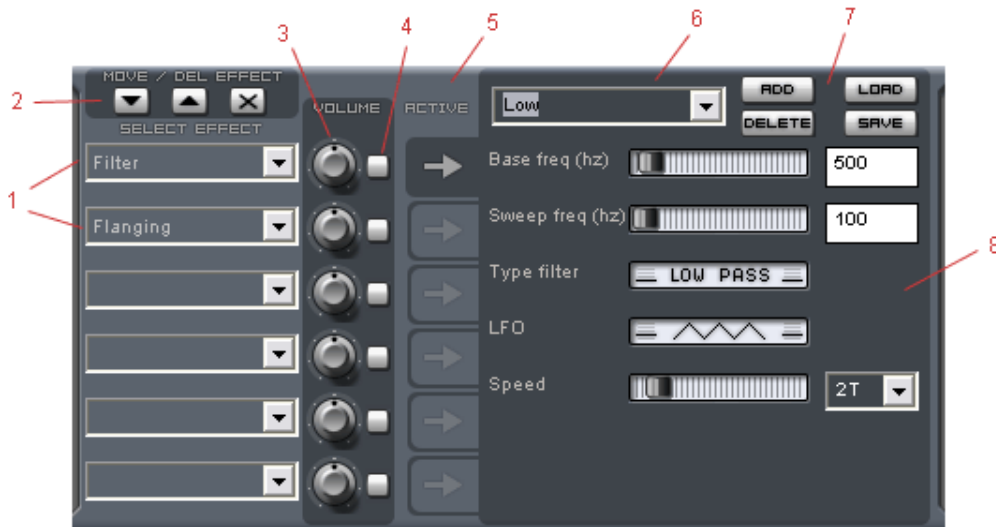 3
4
5
6
7
MOVE / DEL EFFECT
2
VOLUME
ACTIVE
Low
ADD
LOAD
SELECT EFFECT
DELETE
SAVE
1
Filter
Base freq (hz)
500
Flanging
Sweep freq (hz)
100
Type filter
LOW PASS
8
LFO
Speed
2T